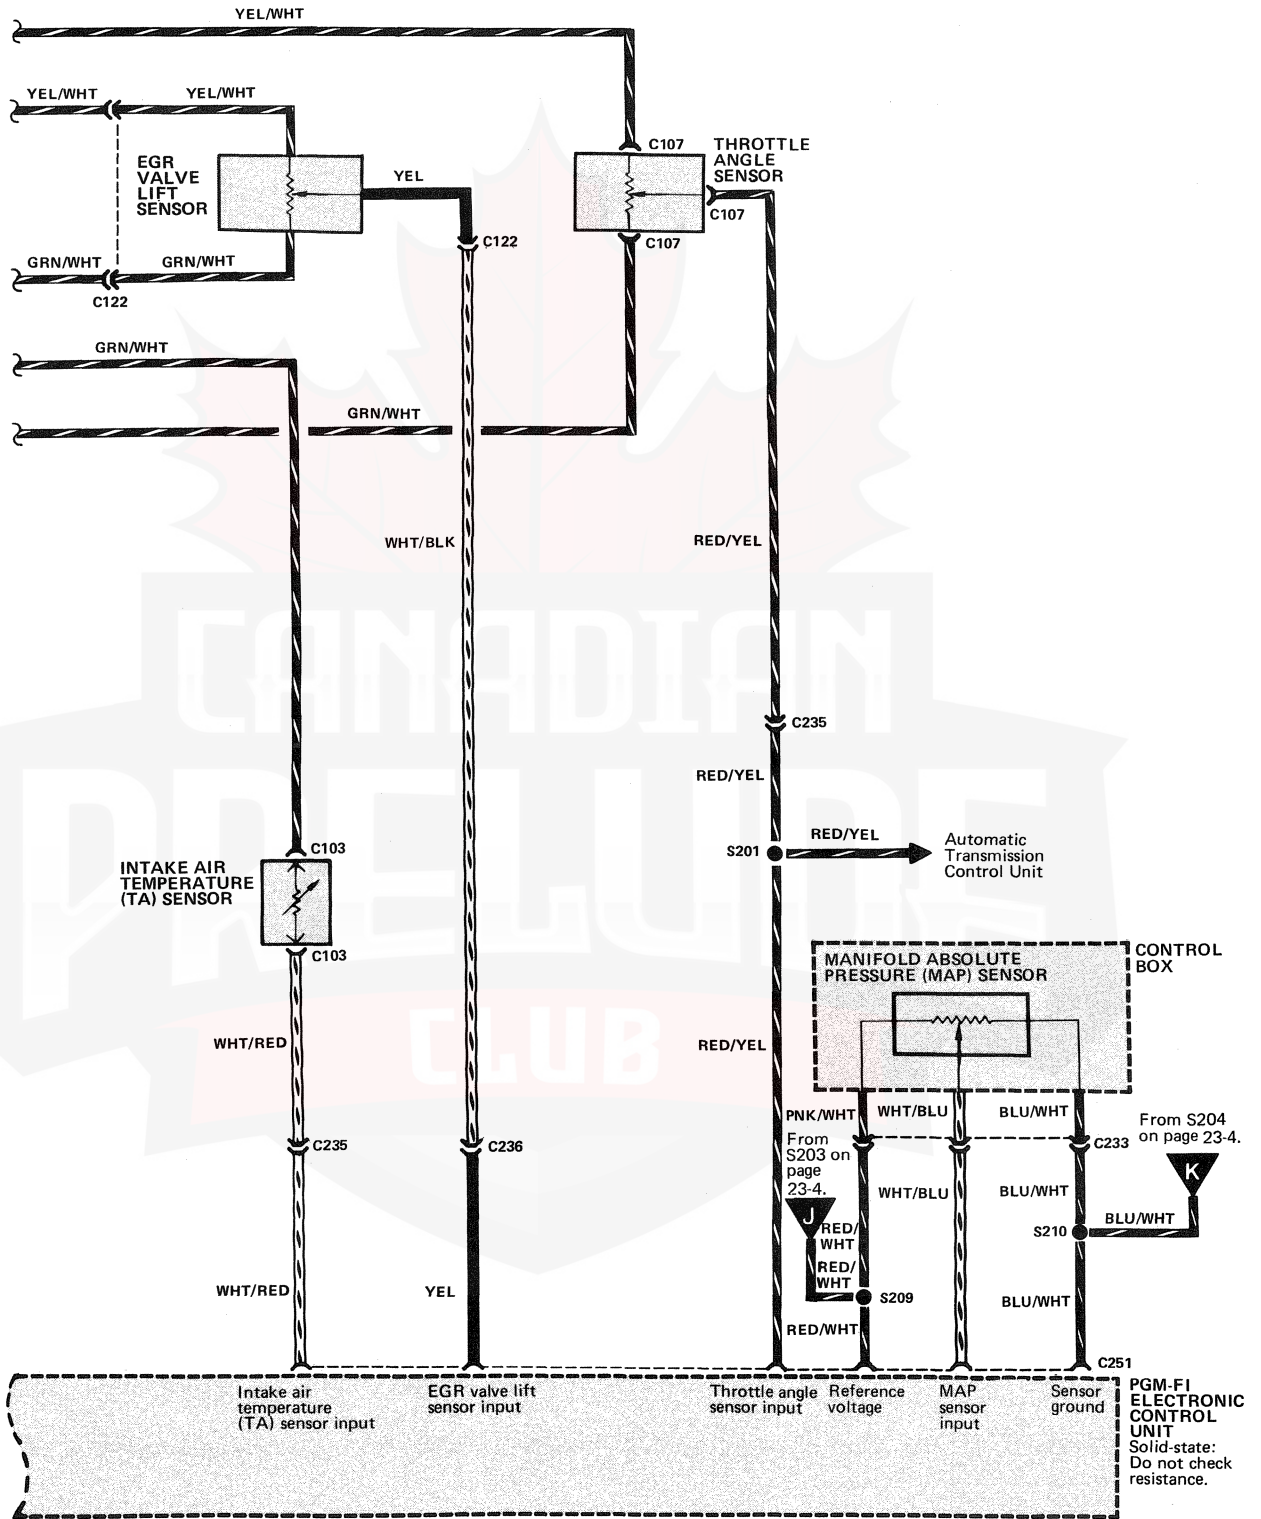 YEL/WHT
YEL/WHT
YEL/WHT
EGR
VALVE
LIFT
SENSOR
YEL
C107
THROTTLE
ANGLE
SENSOR
C107
C122
C107
GRN/WHT
GRN/WHT
C122
GRN/WHT
GRN/WHT
WHT/BLK
RED/YEL
CANADIAN
PRELUDE
CLUB
C235
RED/YEL
S201
RED/YEL
Automatic
Transmission
Control Unit
C103
INTAKE AIR
TEMPERATURE
(TA) SENSOR
C103
MANIFOLD ABSOLUTE
PRESSURE (MAP) SENSOR
CONTROL
BOX
WHT/RED
RED/YEL
PNK/WHT
WHT/BLU
BLU/WHT
From S204
on page 23-4.
C235
C236
From
S203 on
page
23-4.
C233
K
WHT/BLU
BLU/WHT
BLU/WHT
J
RED/
WHT
S210
RED/
WHT
WHT/RED
YEL
S209
BLU/WHT
RED/WHT
C251
Intake air
temperature
(TA) sensor input
EGR valve lift
sensor input
Throttle angle
sensor input
Reference
voltage
MAP
sensor
input
Sensor
ground
PGM-FI
ELECTRONIC
CONTROL
UNIT
Solid-state:
Do not check
resistance.